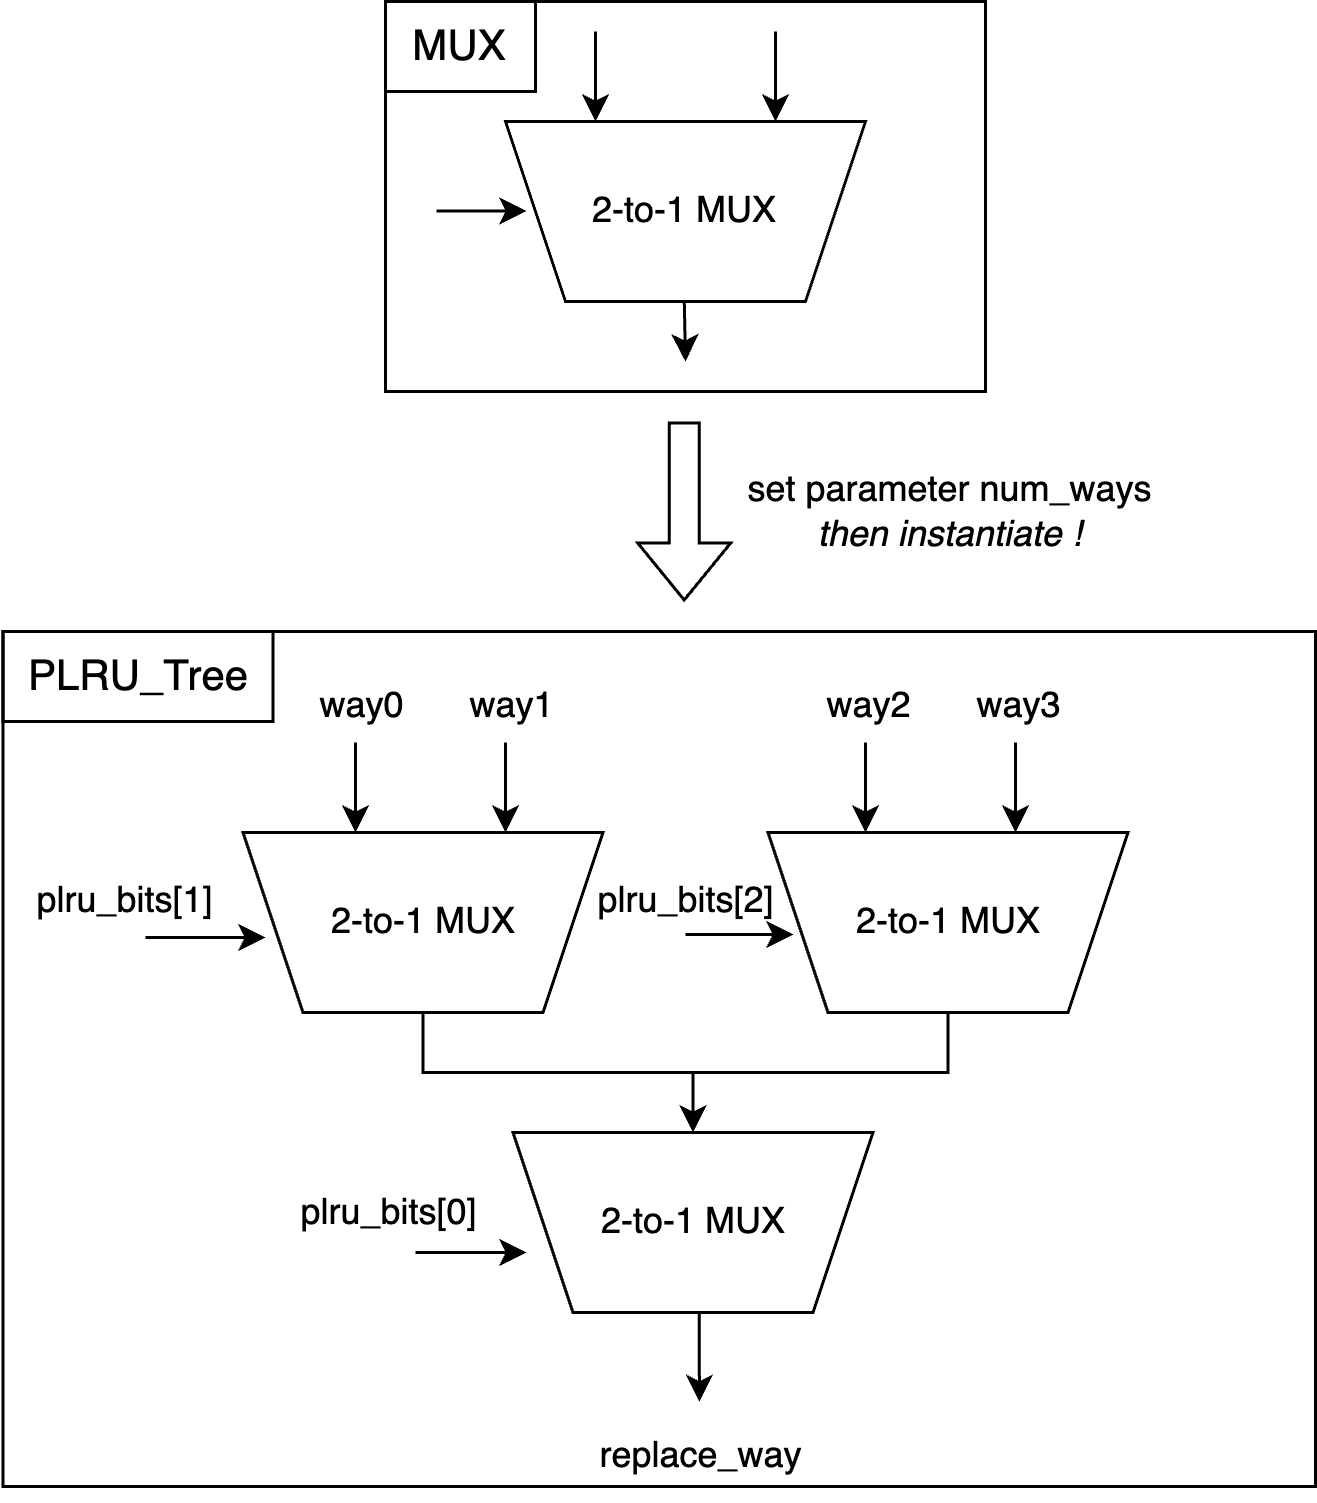 MUX
2-to-1 MUX
set parameter num_ways
then instantiate !
PLRU_Tree
way0
way1
way2
way3
plru_bits[1]
2-to-1 MUX
plru_bits[2]
2-to-1 MUX
plru_bits[0]
2-to-1 MUX
replace_way